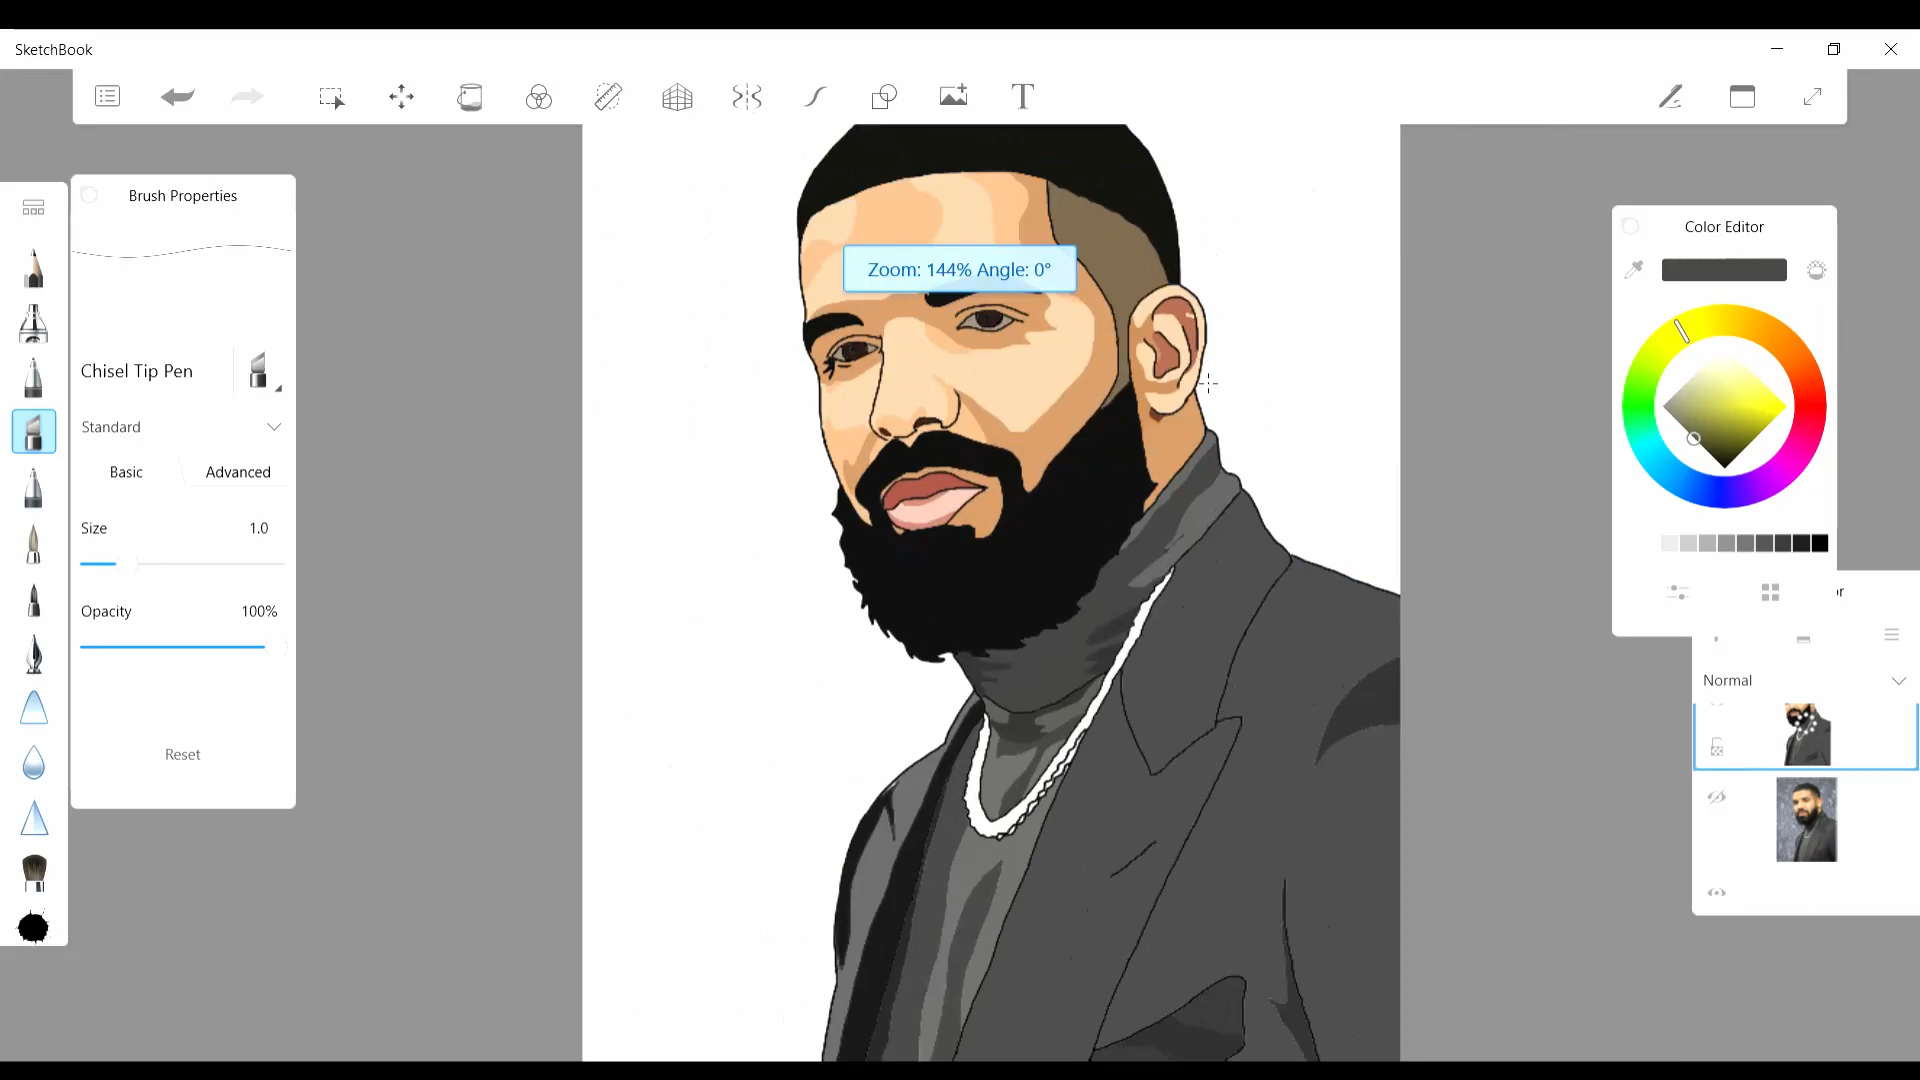 SketchBook
T
Brush Properties
Color Editor
Zoom: 144% Angle: 0°
Chisel Tip Pen
Standard
Basic Advanced
Size 1.0
or
Opacity 100%
Normal
Reset